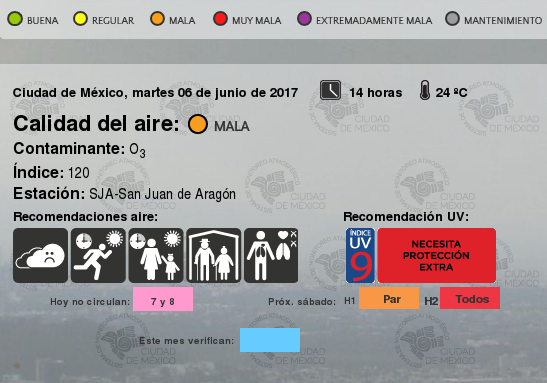 BUENA REGULAR MALA MUY MALA EXTREMADAMENTE MALA MANTENIMIENTO
Ciudad de México, martes 06 de junio de 2017 14 horas 24 ºC
Calidad del aire: MALA
Contaminante: O3
Índice: 120
Estación: SJA-San Juan de Aragón
Recomendaciones aire: Recomendación UV:
ÍNDICE
UV
9
NECESITA
PROTECCIÓN
EXTRA
Hoy no circulan: 7 y 8 Próx. sábado: H1 Par H2 Todos
Este mes verifican:
CIUDAD
DE MÉXICO